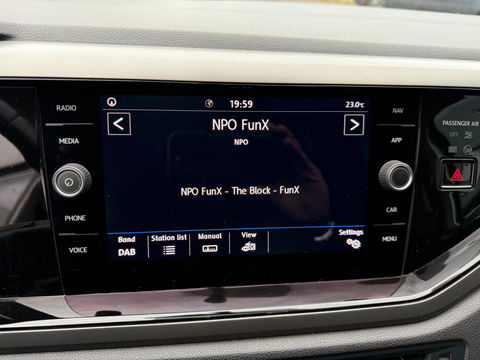 RADIO
MEDIA
PHONE
VOICE
19:59
23.0°C
NPO FunX
NPO
NPO FunX - The Block - FunX
Band
DAB
Station list
Manual
View
Settings
NAV
APP
CAR
MENU
PASSENGER AIR
OFF